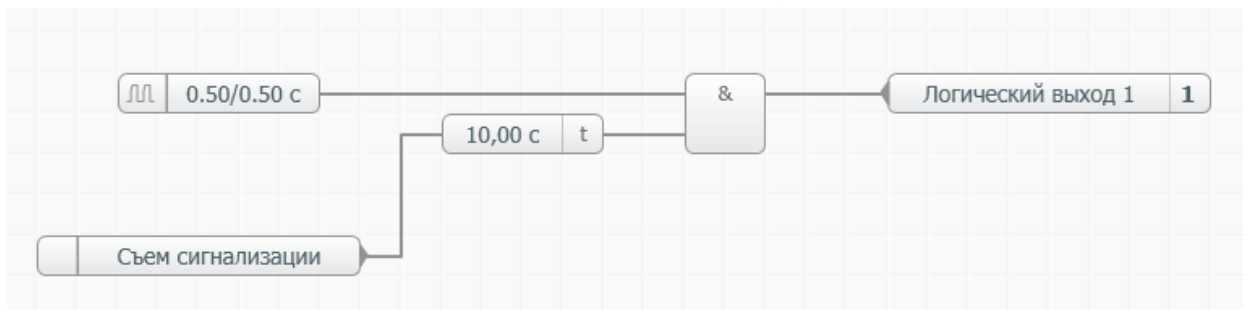 0.50/0.50 с
&
Логический выход 1
1
10,00 с
t
Съем сигнализации